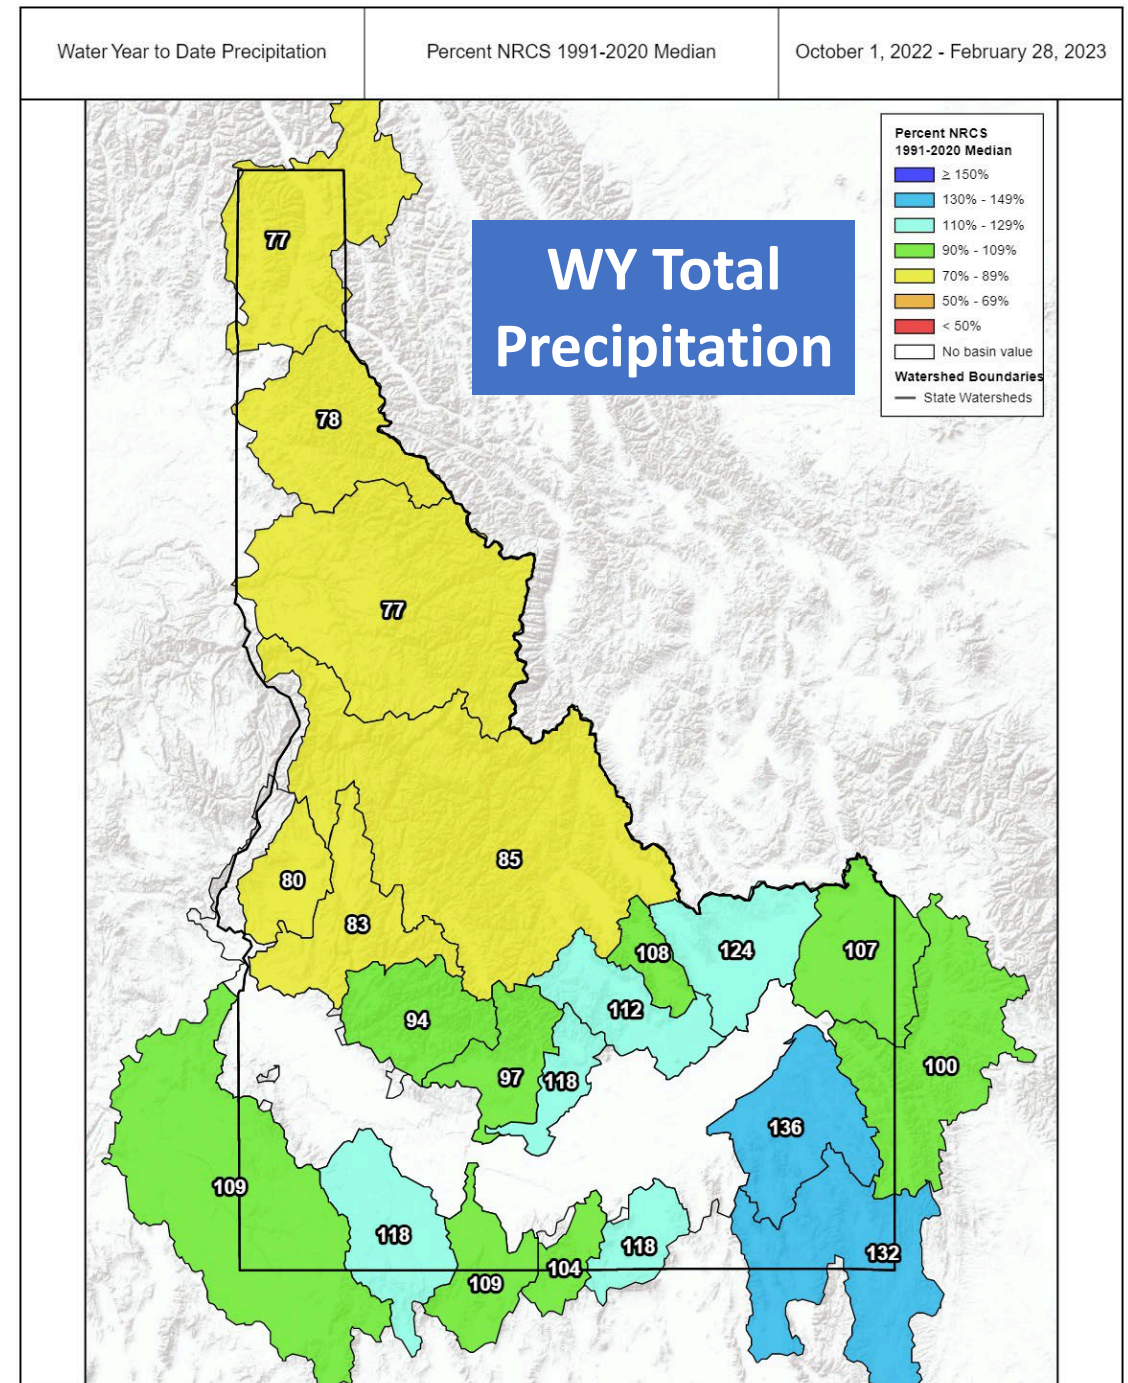 Water Year to Date Precipitation
Percent NRCS 1991-2020 Median
October 1, 2022 - February 28, 2023
Percent NRCS
1991-2020 Median
≥ 150%
130% - 149%
110% - 129%
90% - 109%
70% - 89%
50% - 69%
< 50%
No basin value
Watershed Boundaries
State Watersheds
WY Total
Precipitation
77
78
77
85
80
83
108
124
107
112
94
97
118
100
136
109
118
109
104
118
132